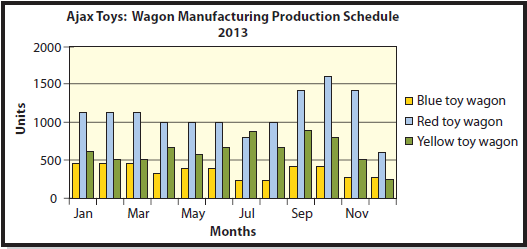 Ajax Toys: Wagon Manufacturing Production Schedule
2013
2000
1500
1000
500
0
Units
Jan Mar May Jul Sep Nov
Months
Blue toy wagon
Red toy wagon
Yellow toy wagon